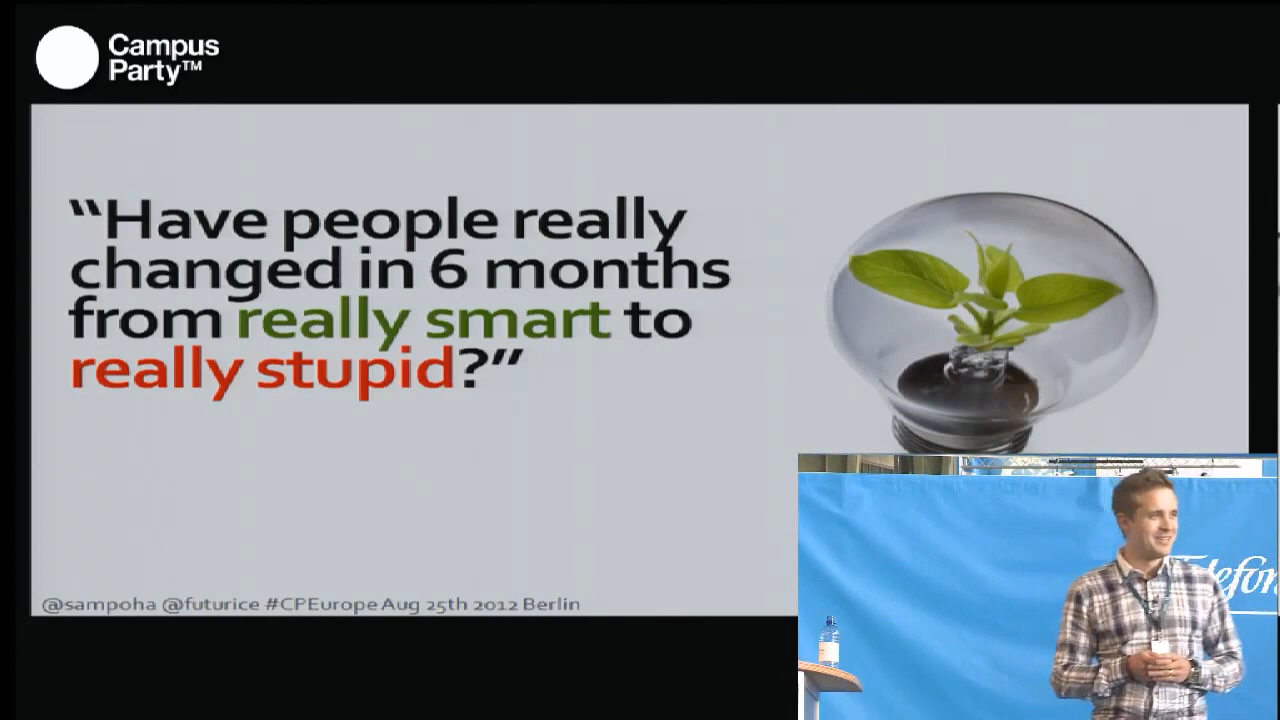 Campus
Party™
“Have people really
changed in 6 months
from really smart to
really stupid?”
@sampoha @futurice #CPEurope Aug 25th 2012 Berlin